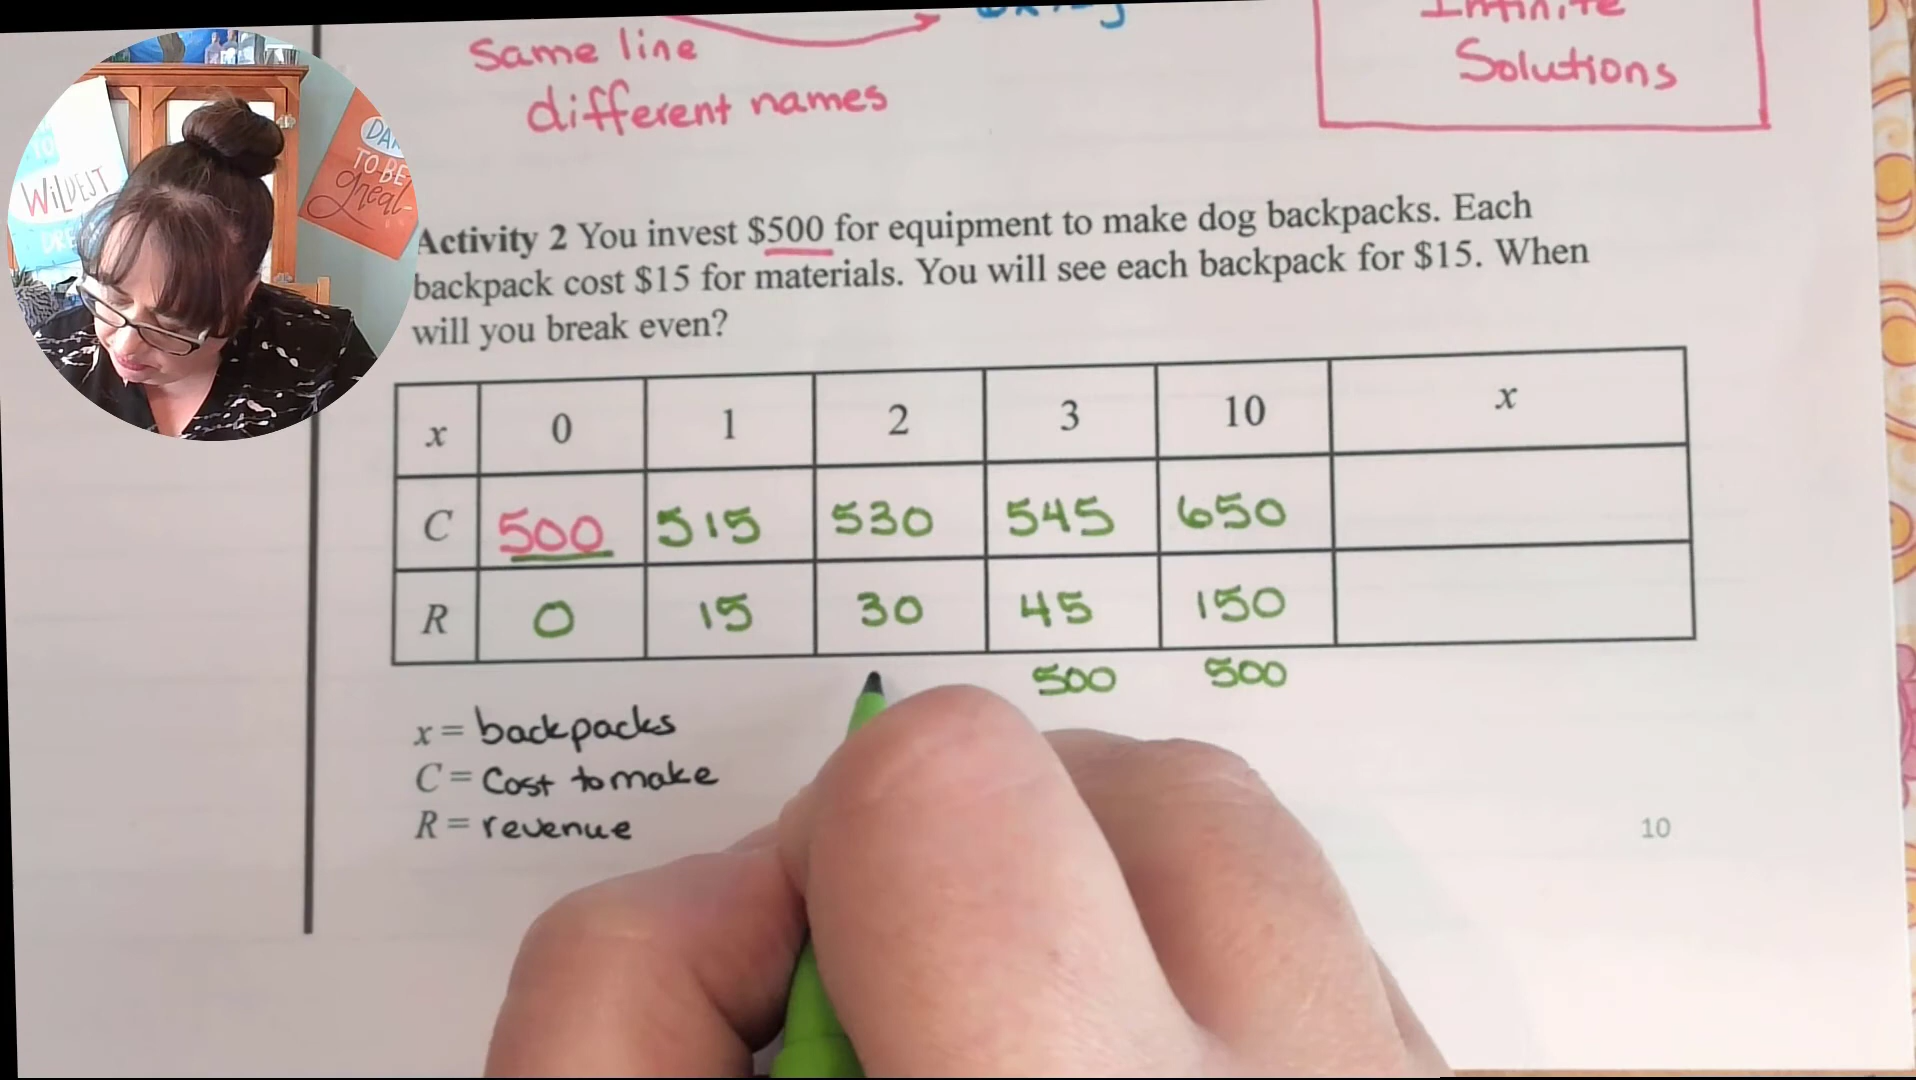 Infinite
Same line
Solutions
different names
WILDEST
DRE
DA
TO BE
great
Activity 2 You invest $500 for equipment to make dog backpacks. Each
backpack cost $15 for materials. You will see each backpack for $15. When
will you break even?
x 0 1 2 3 10 x
C 500 515 530 545 650
R 0 15 30 45 150
500 500
x = backpacks
C = Cost to make
R = revenue
10